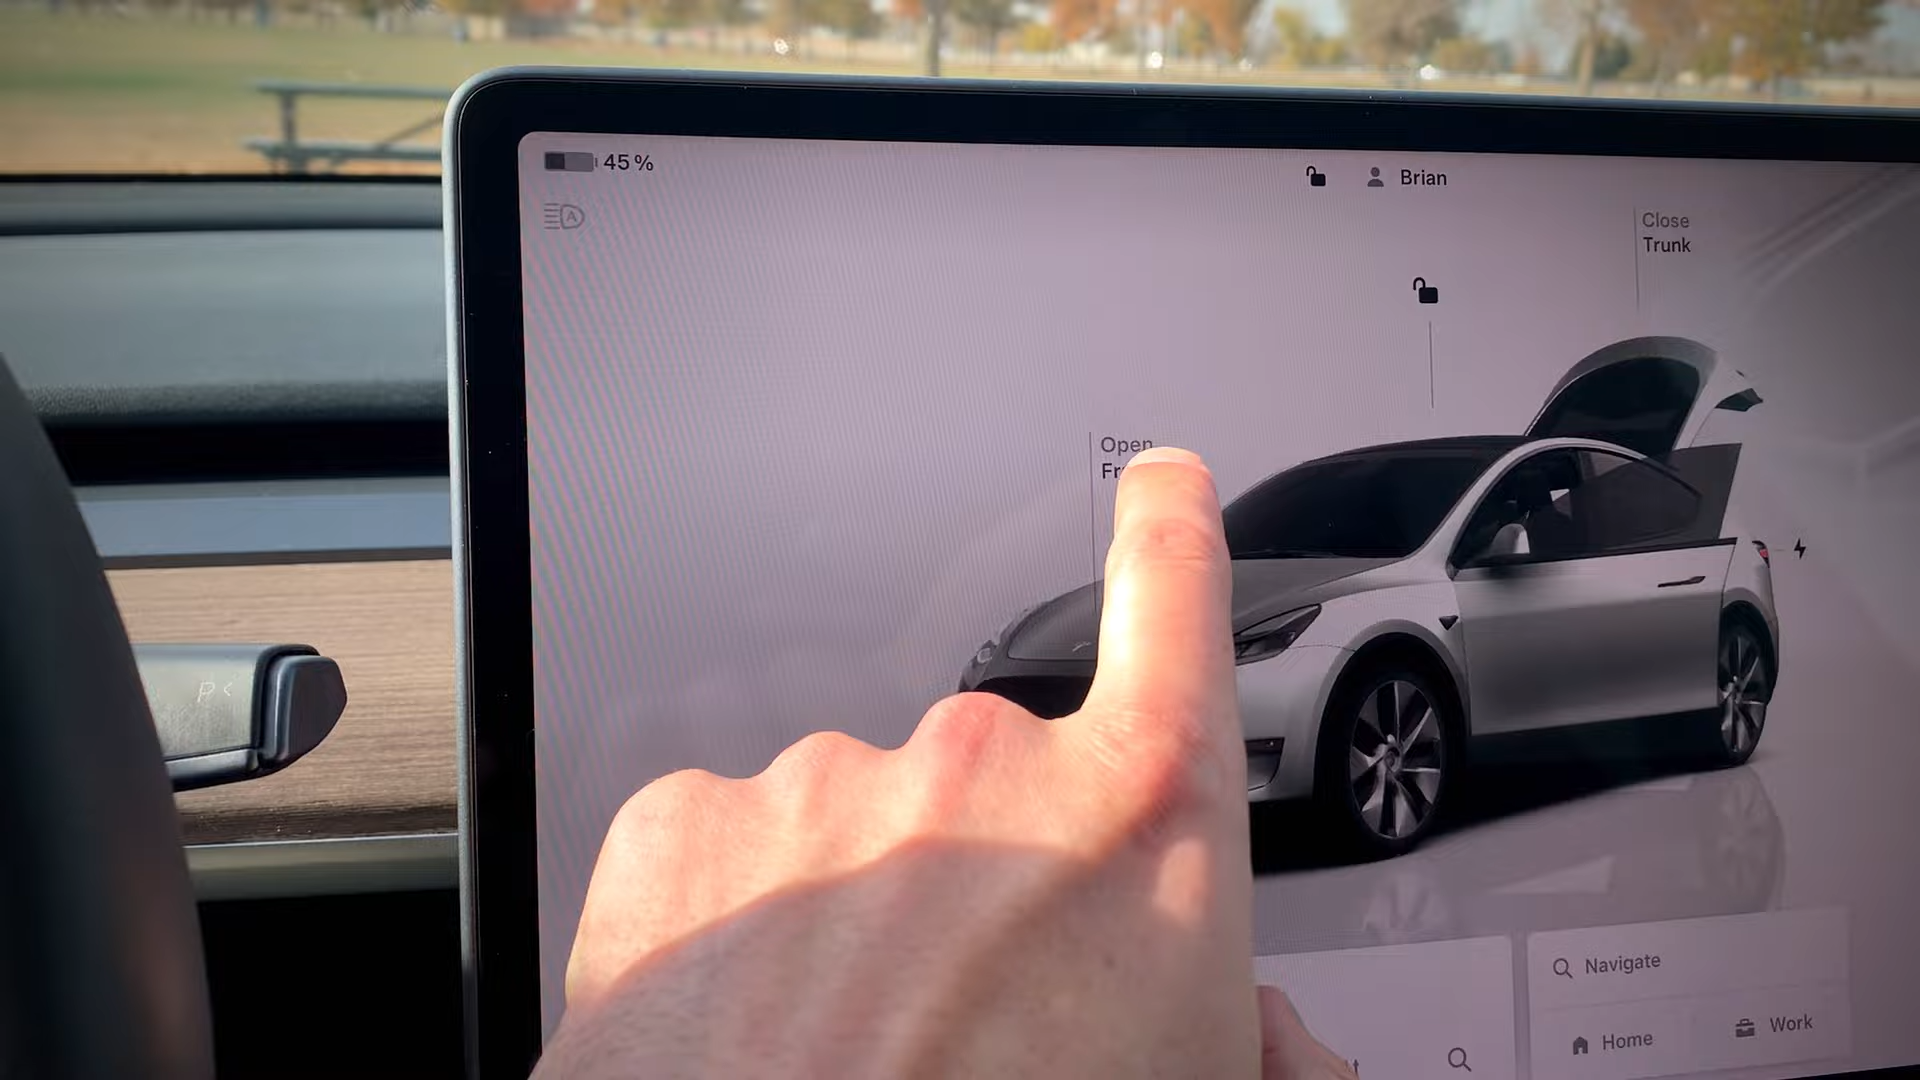 45 %
Brian
A
Close
Trunk
Open
P <
Navigate
Home
Work